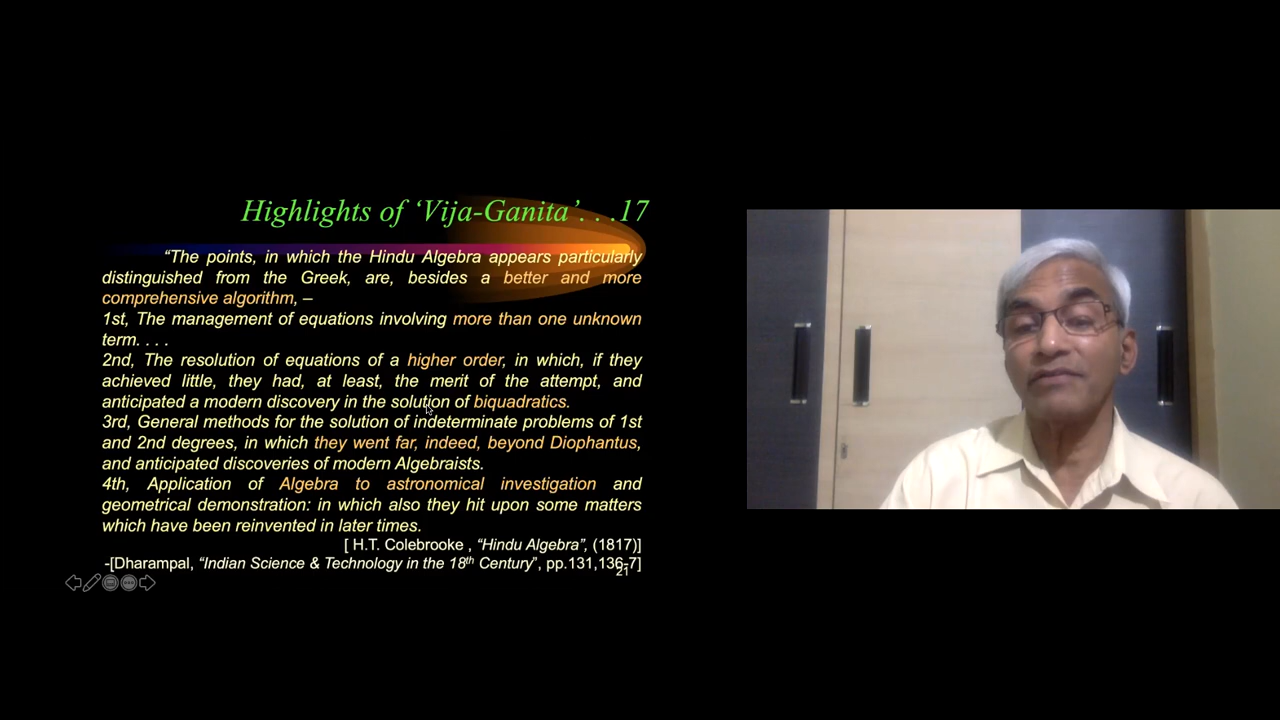 Highlights of ‘Vija-Ganita’. . .17
“The points, in which the Hindu Algebra appears particularly
distinguished from the Greek, are, besides a better and more
comprehensive algorithm, –
1st, The management of equations involving more than one unknown
term. . . .
2nd, The resolution of equations of a higher order, in which, if they
achieved little, they had, at least, the merit of the attempt, and
anticipated a modern discovery in the solution of biquadratics.
3rd, General methods for the solution of indeterminate problems of 1st
and 2nd degrees, in which they went far, indeed, beyond Diophantus,
and anticipated discoveries of modern Algebraists.
4th, Application of Algebra to astronomical investigation and
geometrical demonstration: in which also they hit upon some matters
which have been reinvented in later times.
[ H.T. Colebrooke , “Hindu Algebra”, (1817)]
-[Dharampal, “Indian Science & Technology in the 18th Century”, pp.131,136-7]
21